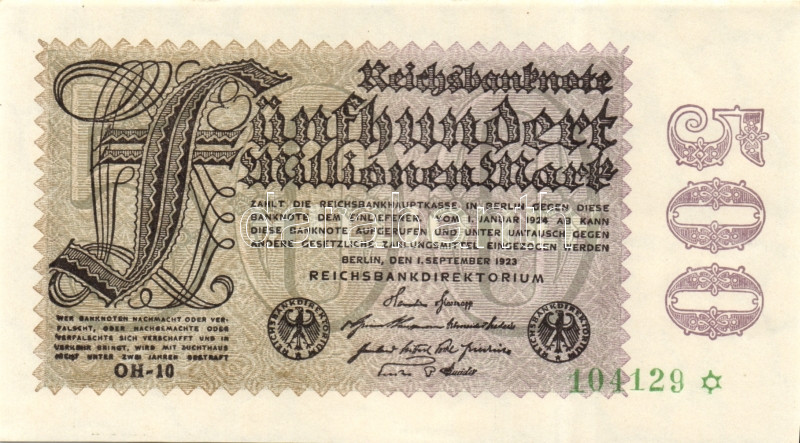 Reichsbanknote
Fünfhundert
Millionen Mark
ZAHLT DIE REICHSBANKHAUPTKASSE IN BERLIN GEGEN DIESE
BANKNOTE DEM EINLIEFERER. VOM 1. JANUAR 1924 AB KANN
DIESE BANKNOTE AUFGERUFEN UND UNTER UMTAUSCH GEGEN
ANDERE GESETZLICHE ZAHLUNGSMITTEL EINGEZOGEN WERDEN
BERLIN, DEN 1. SEPTEMBER 1923
REICHSBANKDIREKTORIUM
WER BANKNOTEN NACHMACHT ODER VER-
FÄLSCHT, ODER NACHGEMACHTE ODER
VERFÄLSCHTE SICH VERSCHAFFT UND IN
VERKEHR BRINGT, WIRD MIT ZUCHTHAUS
NICHT UNTER ZWEI JAHREN BESTRAFT
OH-10
REICHSBANKDIREKTORIUM
REICHSBANKDIREKTORIUM
104129
500